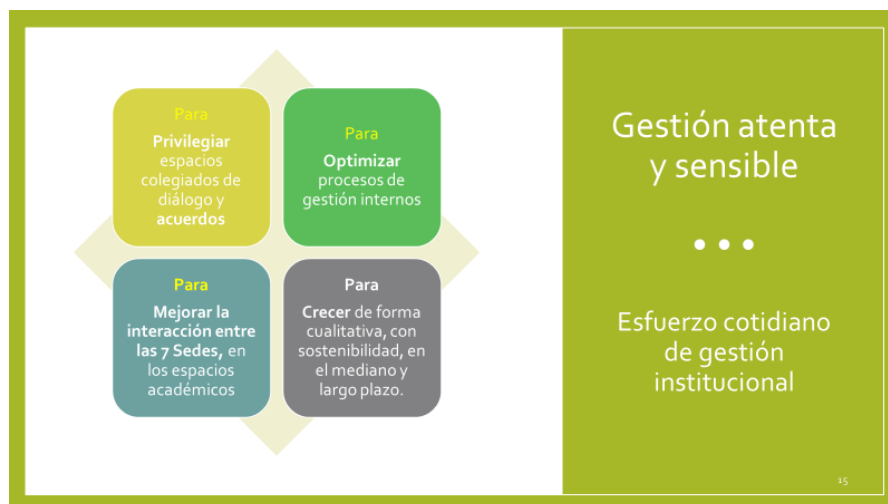 Para
Privilegiar
espacios
colegiados de
diálogo y
acuerdos
Para
Optimizar
procesos de
gestión internos
Para
Mejorar la
interacción entre
las 7 Sedes, en
los espacios
académicos
Para
Crecer de forma
cualitativa, con
sostenibilidad, en
el mediano y
largo plazo.
Gestión atenta
y sensible
Esfuerzo cotidiano
de gestión
institucional
15